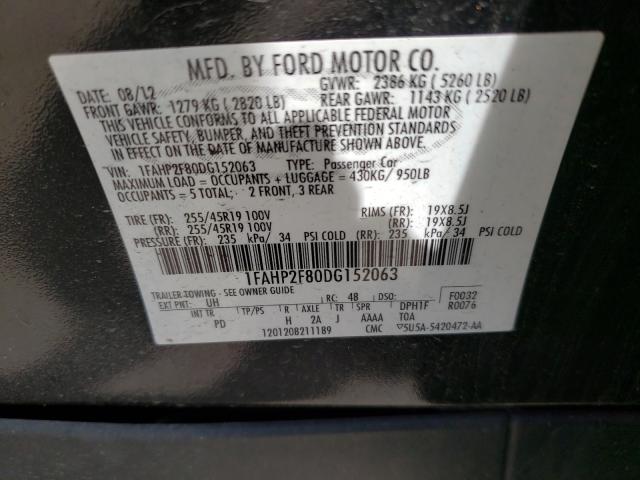 MFD. BY FORD MOTOR CO.
DATE: 08/12 GVWR: 2386 KG ( 5260 LB)
FRONT GAWR: 1279 KG ( 2820 LB) REAR GAWR: 1143 KG ( 2520 LB)
THIS VEHICLE CONFORMS TO ALL APPLICABLE FEDERAL MOTOR
VEHICLE SAFETY, BUMPER, AND THEFT PREVENTION STANDARDS
IN EFFECT ON THE DATE OF MANUFACTURE SHOWN ABOVE.
VIN: 1FAHP2F80DG152063 TYPE: Passenger Car
MAXIMUM LOAD = OCCUPANTS + LUGGAGE = 430KG/ 950LB
OCCUPANTS = 5 TOTAL: - 2 FRONT, 3 REAR
TIRE (FR): 255/45R19 100V RIMS (FR): 19X8.5J
(RR): 255/45R19 100V (RR): 19X8.5J
PRESSURE (FR): 235 kPa/ 34 PSI COLD (RR): 235 kPa/ 34 PSI COLD
1FAHP2F80DG152063
TRAILER TOWING - SEE OWNER GUIDE
EXT PNT: UH RC: 48 DSO: F0032
INT TR TP/PS R AXLE TR SPR DPH1F R0076
PD H 2A J AAAA T0A
1201208211189 CMC ▽5U5A-5420472-AA